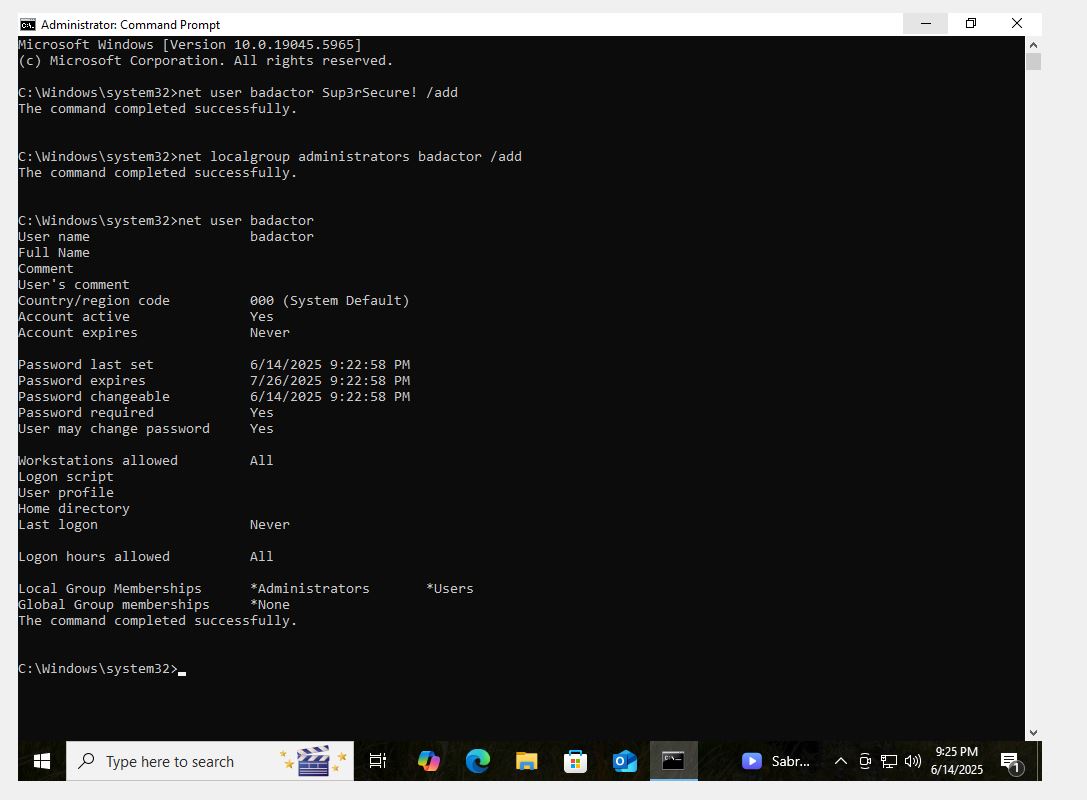 Administrator: Command Prompt
Microsoft Windows [Version 10.0.19045.5965]
(c) Microsoft Corporation. All rights reserved.
C:\Windows\system32>net user badactor Sup3rSecure! /add
The command completed successfully.
C:\Windows\system32>net localgroup administrators badactor /add
The command completed successfully.
C:\Windows\system32>net user badactor
User name                    badactor
Full Name
Comment
User's comment
Country/region code          000 (System Default)
Account active               Yes
Account expires              Never
Password last set            6/14/2025 9:22:58 PM
Password expires             7/26/2025 9:22:58 PM
Password changeable          6/14/2025 9:22:58 PM
Password required            Yes
User may change password     Yes
Workstations allowed         All
Logon script
User profile
Home directory
Last logon                   Never
Logon hours allowed          All
Local Group Memberships      *Administrators       *Users
Global Group memberships     *None
The command completed successfully.
C:\Windows\system32>
Type here to search
Sabr...
9:25 PM
6/14/2025
1